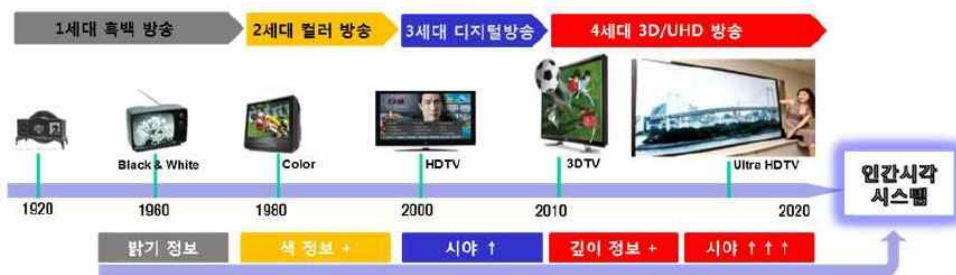 1세대 흑백 방송
2세대 컬러 방송
3세대 디지털방송
4세대 3D/UHD 방송
Black & White
Color
HDTV
3DTV
Ultra HDTV
인간시각
시스템
1920
1960
1980
2000
2010
2020
밝기 정보
색 정보 +
시야 ↑
깊이 정보 +
시야 ↑ ↑ ↑